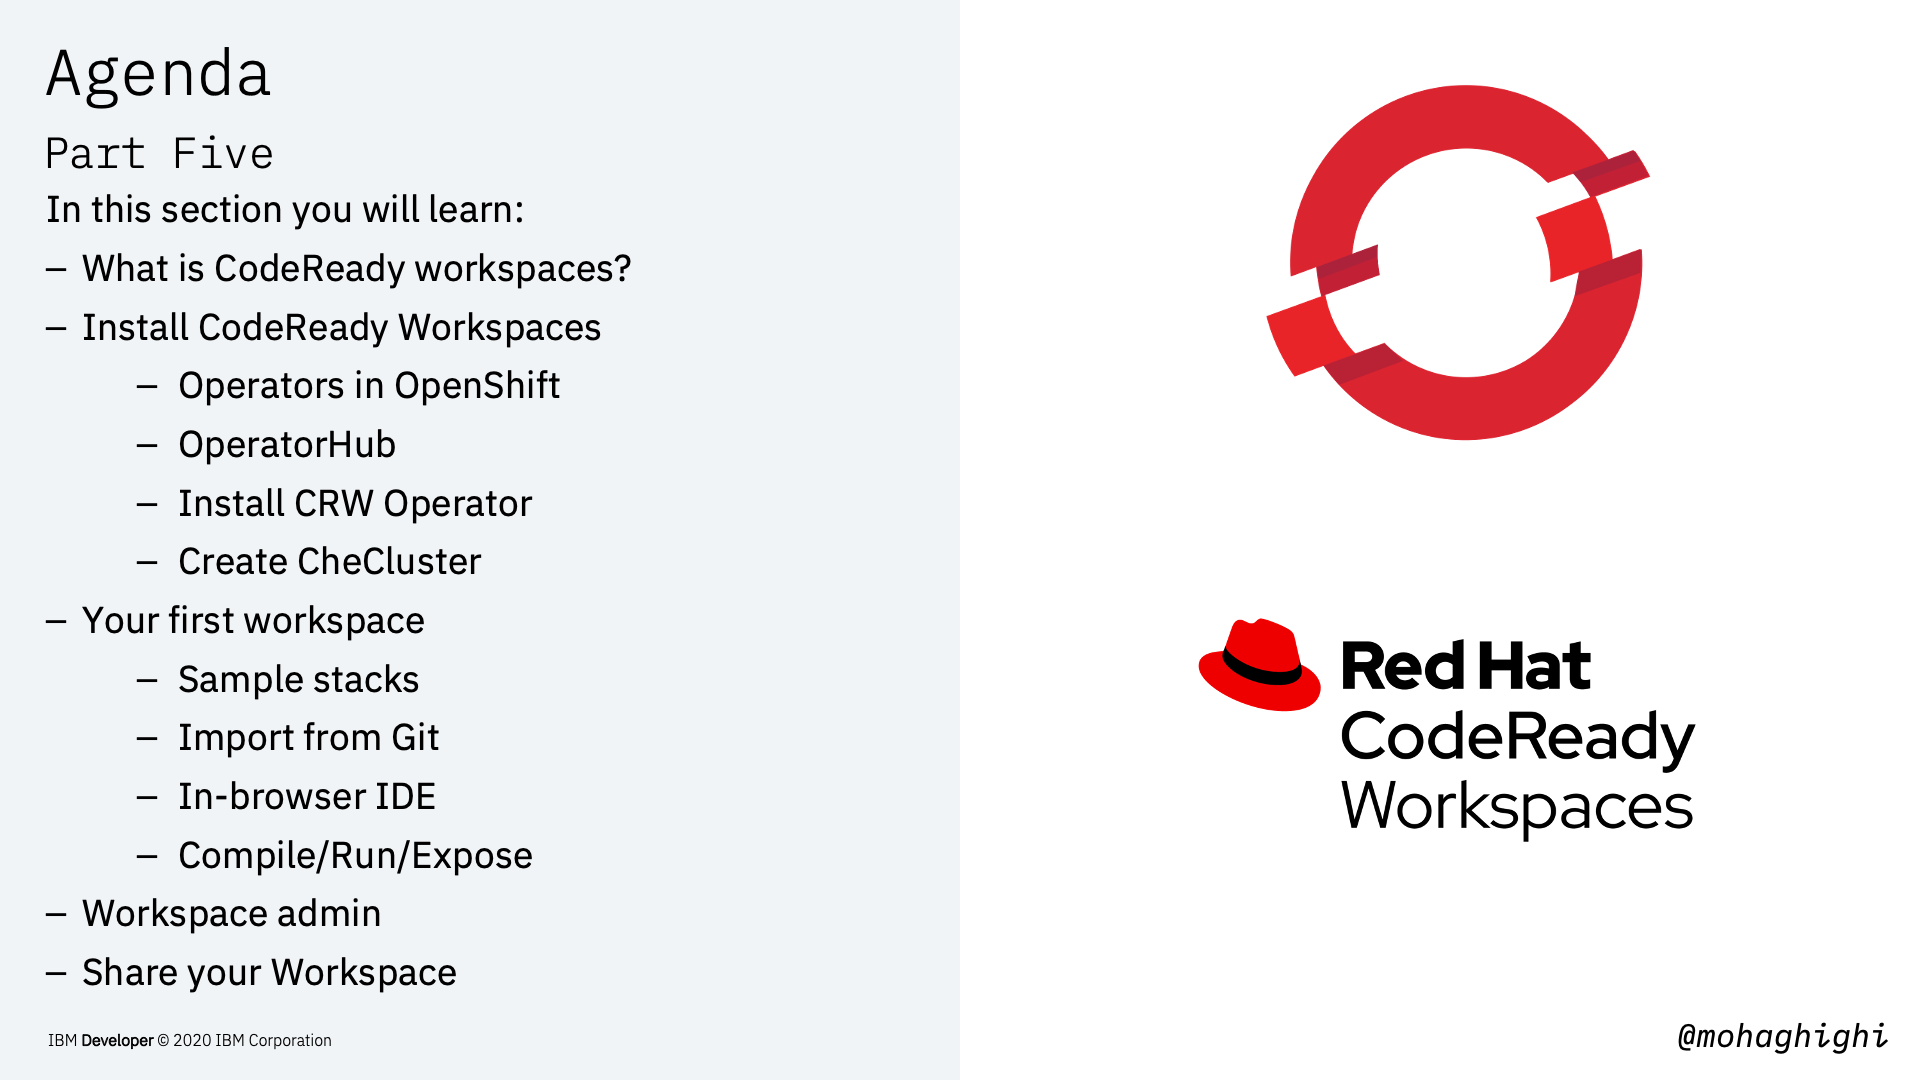 Agenda
Part Five
In this section you will learn:
– What is CodeReady workspaces?
– Install CodeReady Workspaces
– Operators in OpenShift
– OperatorHub
– Install CRW Operator
– Create CheCluster
– Your first workspace
– Sample stacks
– Import from Git
– In-browser IDE
– Compile/Run/Expose
– Workspace admin
– Share your Workspace
IBM Developer © 2020 IBM Corporation
Red Hat
CodeReady
Workspaces
@mohaghighi